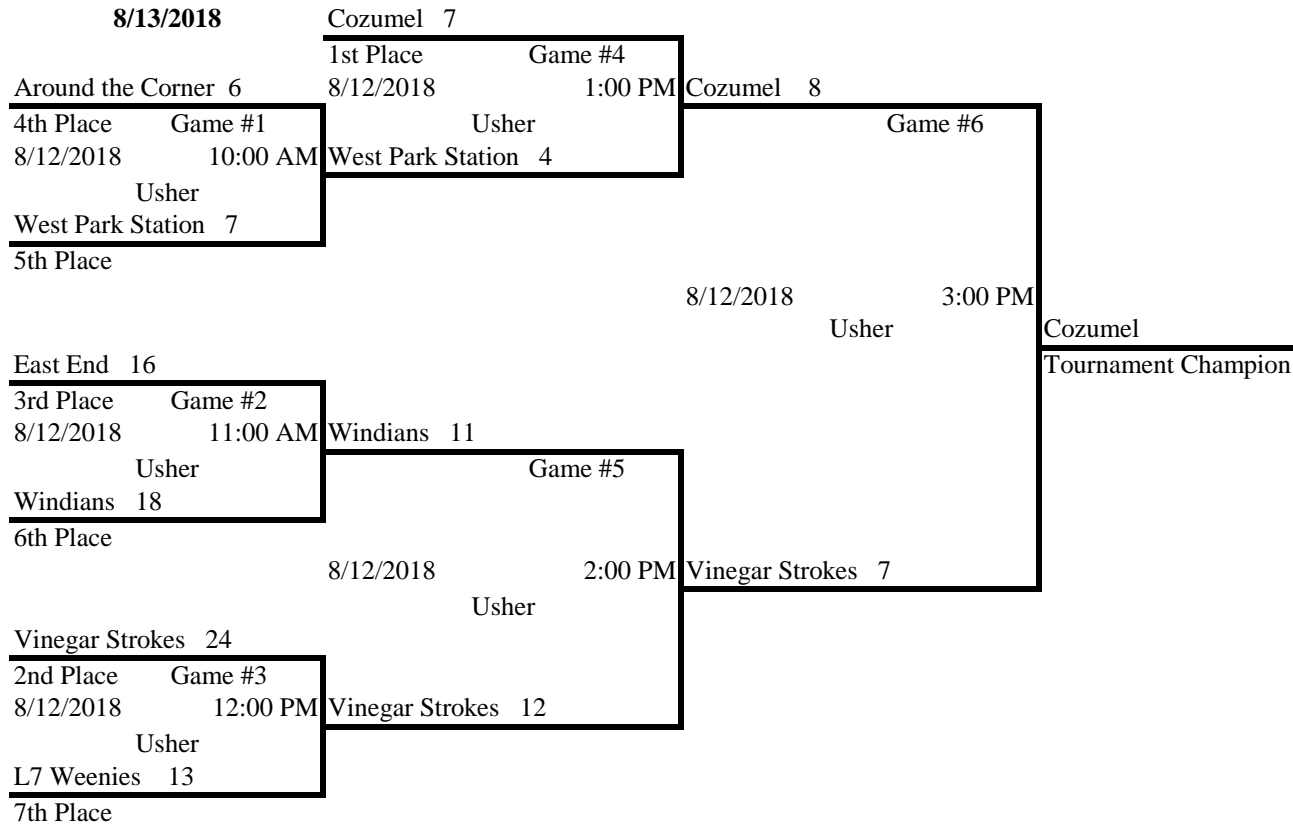 8/13/2018 Cozumel 7
1st Place Game #4
Around the Corner 6 8/12/2018 1:00 PM Cozumel 8
4th Place Game #1 Usher Game #6
8/12/2018 10:00 AM West Park Station 4
Usher
West Park Station 7
5th Place
8/12/2018 3:00 PM
Usher Cozumel
East End 16 Tournament Champion
3rd Place Game #2
8/12/2018 11:00 AM Windians 11
Usher Game #5
Windians 18
6th Place
8/12/2018 2:00 PM Vinegar Strokes 7
Usher
Vinegar Strokes 24
2nd Place Game #3
8/12/2018 12:00 PM Vinegar Strokes 12
Usher
L7 Weenies 13
7th Place